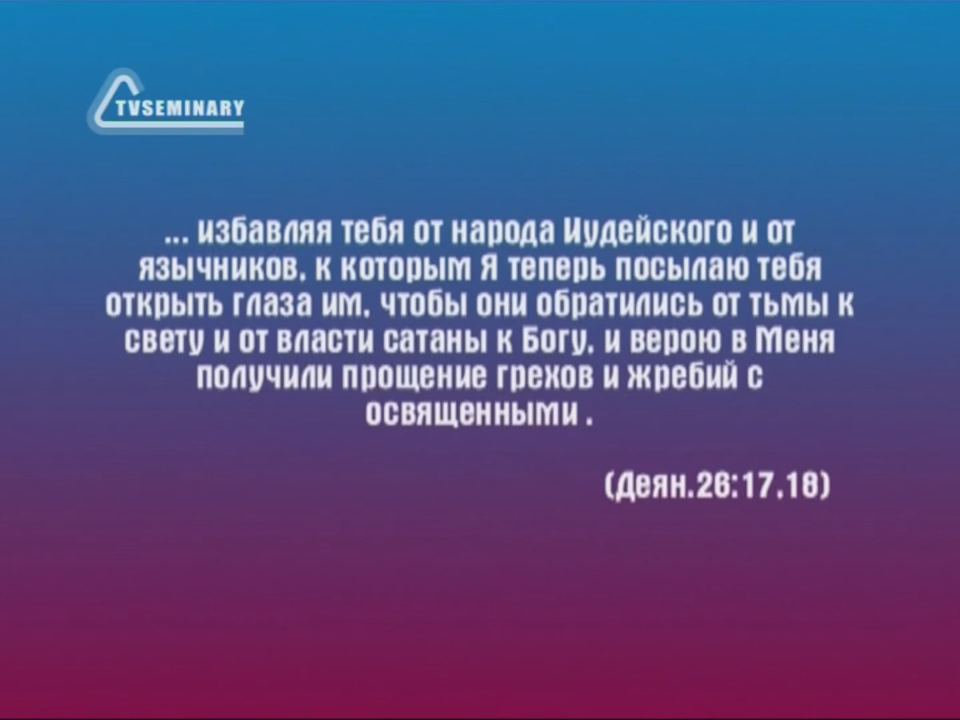 TVSEMINARY
... избавляя тебя от народа Иудейского и от
язычников, к которым Я теперь посылаю тебя
открыть глаза им, чтобы они обратились от тьмы к
свету и от власти сатаны к Богу, и верою в Меня
получили прощение грехов и жребий с
освященными .
(Деян.26:17,18)